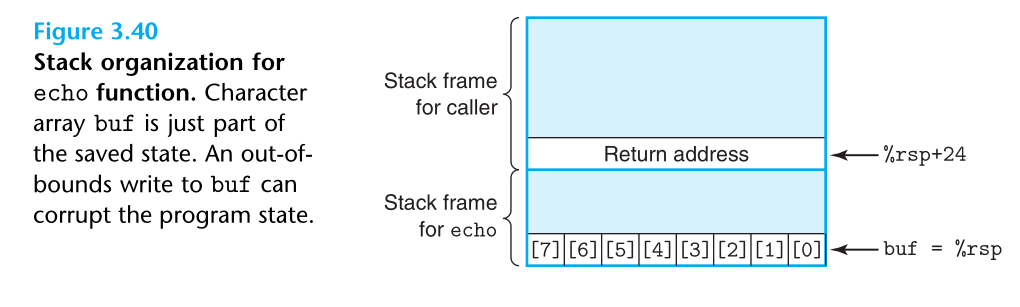 Figure 3.40
Stack organization for
echo function. Character
array buf is just part of
the saved state. An out-of-
bounds write to buf can
corrupt the program state.
Stack frame
for caller
Return address
%rsp+24
Stack frame
for echo
[7] [6] [5] [4] [3] [2] [1] [0]
buf = %rsp